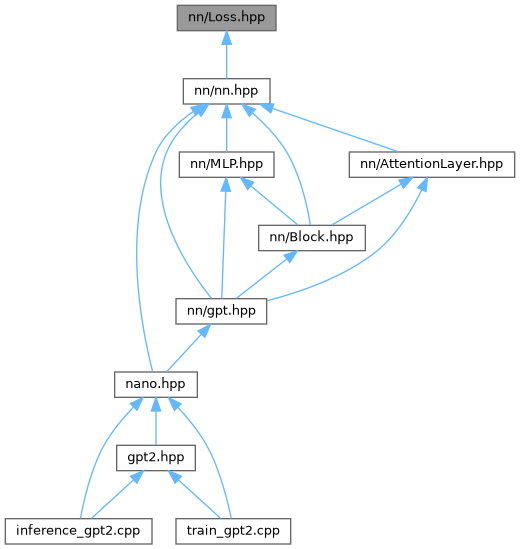 nn/Loss.hpp
nn/nn.hpp
nn/MLP.hpp
nn/AttentionLayer.hpp
nn/Block.hpp
nn/gpt.hpp
nano.hpp
gpt2.hpp
inference_gpt2.cpp
train_gpt2.cpp